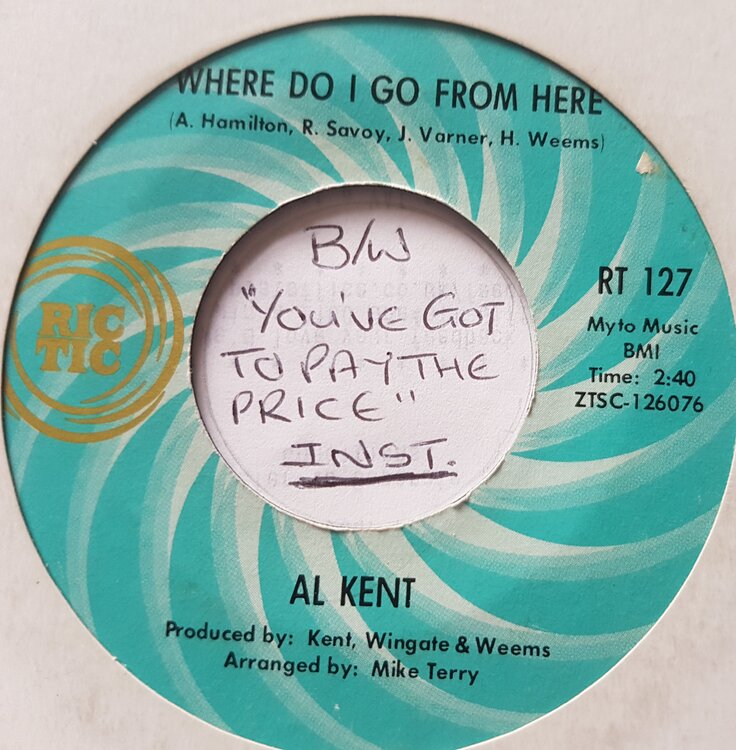 WHERE DO I GO FROM HERE
(A. Hamilton, R. Savoy, J. Varner, H. Weems)
B/W
"YOU'VE GOT
TO PAY THE
PRICE"
INST.
RIC
TIC
RT 127
Myto Music
BMI
Time: 2:40
ZTSC-126076
AL KENT
Produced by: Kent, Wingate & Weems
Arranged by: Mike Terry